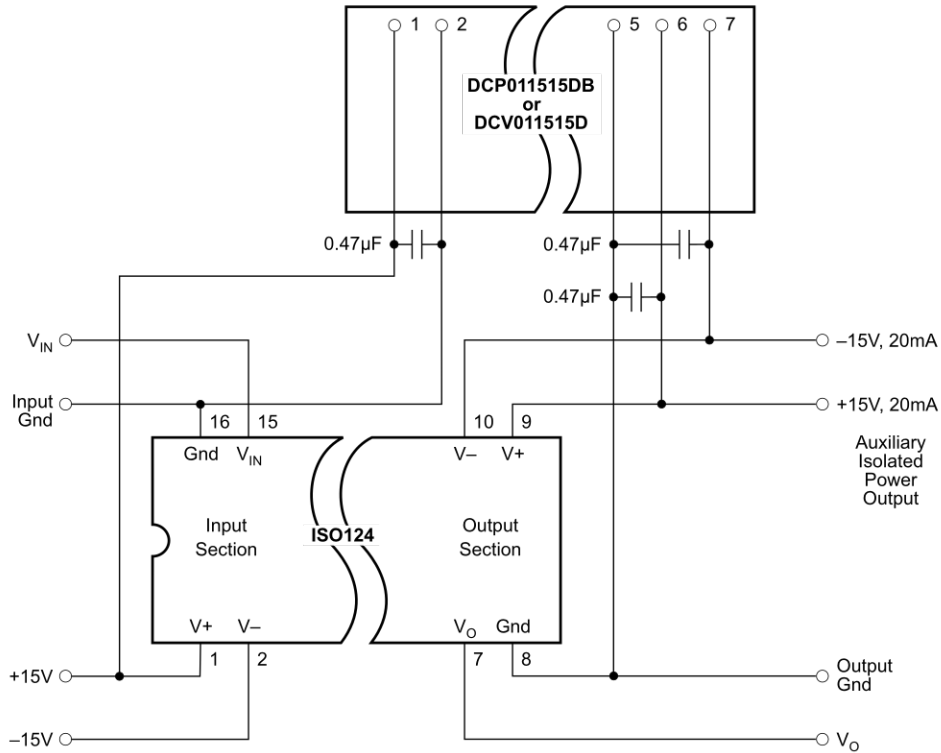 1 2 5 6 7
DCP011515DB
or
DCV011515D
0.47µF 0.47µF
0.47µF
V_IN –15V, 20mA
Input
Gnd
+15V, 20mA
16 15 10 9
Gnd V_IN V– V+
Auxiliary
Isolated
Power
Output
Input
Section
ISO124
Output
Section
V+ V– V_O Gnd
1 2 7 8
+15V
Output
Gnd
–15V V_O